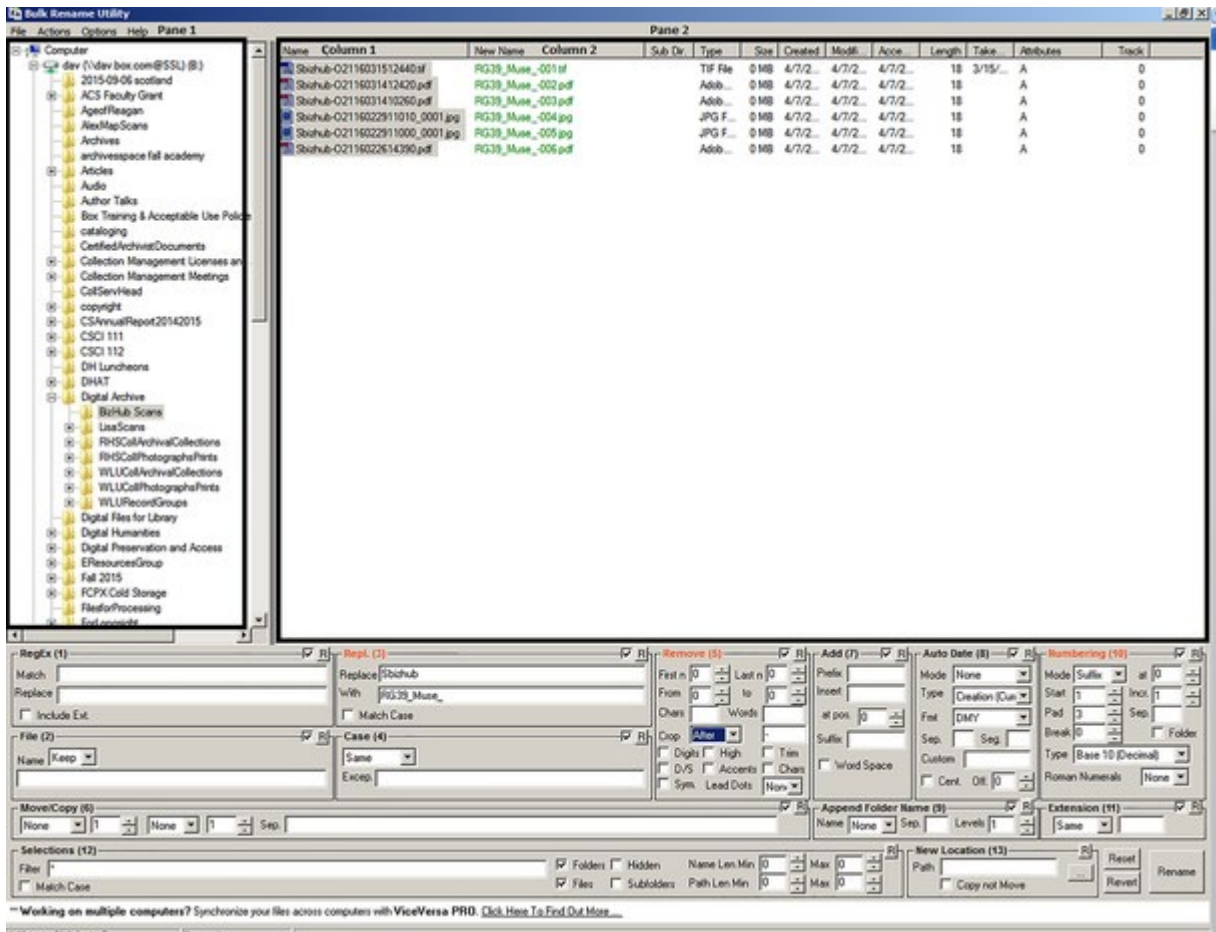 Bulk Rename Utility
File Actions Options Help Pane 1 Pane 2
Computer
dav (\\dav.box.com@SSL) (B:)
2015-09-06 scotland
ACS Faculty Grant
AgeofReagan
AlexMapScans
Archives
archivesspace fall academy
Articles
Audio
Author Talks
Box Training & Acceptable Use Policie
cataloging
CertifiedArchivistDocuments
Collection Management Licenses an
Collection Management Meetings
CollServHead
copyright
CSAnnualReport20142015
CSCI 111
CSCI 112
DH Luncheons
DHAT
Digital Archive
BizHub Scans
LisaScans
RHSCollArchivalCollections
RHSCollPhotographsPrints
WLUCollArchivalCollections
WLUCollPhotographsPrints
WLURecordGroups
Digital Files for Library
Digital Humanities
Digital Preservation and Access
EResourcesGroup
Fall 2015
FCPX Cold Storage
FilesforProcessing
ForLongsight
Name Column 1 New Name Column 2 Sub Dir. Type Size Created Modifi... Acce... Length Take... Attributes Track
Sbizhub-O2116031512440.tif RG39_Muse_-001.tif TIF File 0 MB 4/7/2... 4/7/2... 4/7/2... 18 3/15/... A 0
Sbizhub-O2116031412420.pdf RG39_Muse_-002.pdf Adob... 0 MB 4/7/2... 4/7/2... 4/7/2... 18 A 0
Sbizhub-O2116031410260.pdf RG39_Muse_-003.pdf Adob... 0 MB 4/7/2... 4/7/2... 4/7/2... 18 A 0
Sbizhub-O2116022911010_0001.jpg RG39_Muse_-004.jpg JPG F... 0 MB 4/7/2... 4/7/2... 4/7/2... 18 A 0
Sbizhub-O2116022911000_0001.jpg RG39_Muse_-005.jpg JPG F... 0 MB 4/7/2... 4/7/2... 4/7/2... 18 A 0
Sbizhub-O2116022614390.pdf RG39_Muse_-006.pdf Adob... 0 MB 4/7/2... 4/7/2... 4/7/2... 18 A 0
RegEx (1) R
Match
Replace
Include Ext.
Repl. (3) R
Replace Sbizhub
With RG39_Muse_
Match Case
Remove (5) R
First n 0 Last n 0
From 0 to 0
Chars Words
Crop After -
Digits High Trim
D/S Accents Chars
Sym. Lead Dots Non
Add (7) R
Prefix
Insert
at pos. 0
Suffix
Word Space
Auto Date (8) R
Mode None
Type Creation (Curr
Fmt DMY
Sep. Seg.
Custom
Cent. Off. 0
Numbering (10) R
Mode Suffix at 0
Start 1 Incr. 1
Pad 3 Sep.
Break 0 Folder
Type Base 10 (Decimal)
Roman Numerals None
File (2) R
Name Keep
Case (4) R
Same
Excep.
Move/Copy (6) R
None 1 None 1 Sep.
Append Folder Name (9) R
Name None Sep. Levels 1
Extension (11) R
Same
Selections (12) R
Filter * Folders Hidden Name Len Min 0 Max 0
Match Case Files Subfolders Path Len Min 0 Max 0
New Location (13) R
Path ...
Copy not Move
Reset
Revert
Rename
** Working on multiple computers? Synchronize your files across computers with ViceVersa PRO. Click Here To Find Out More ....